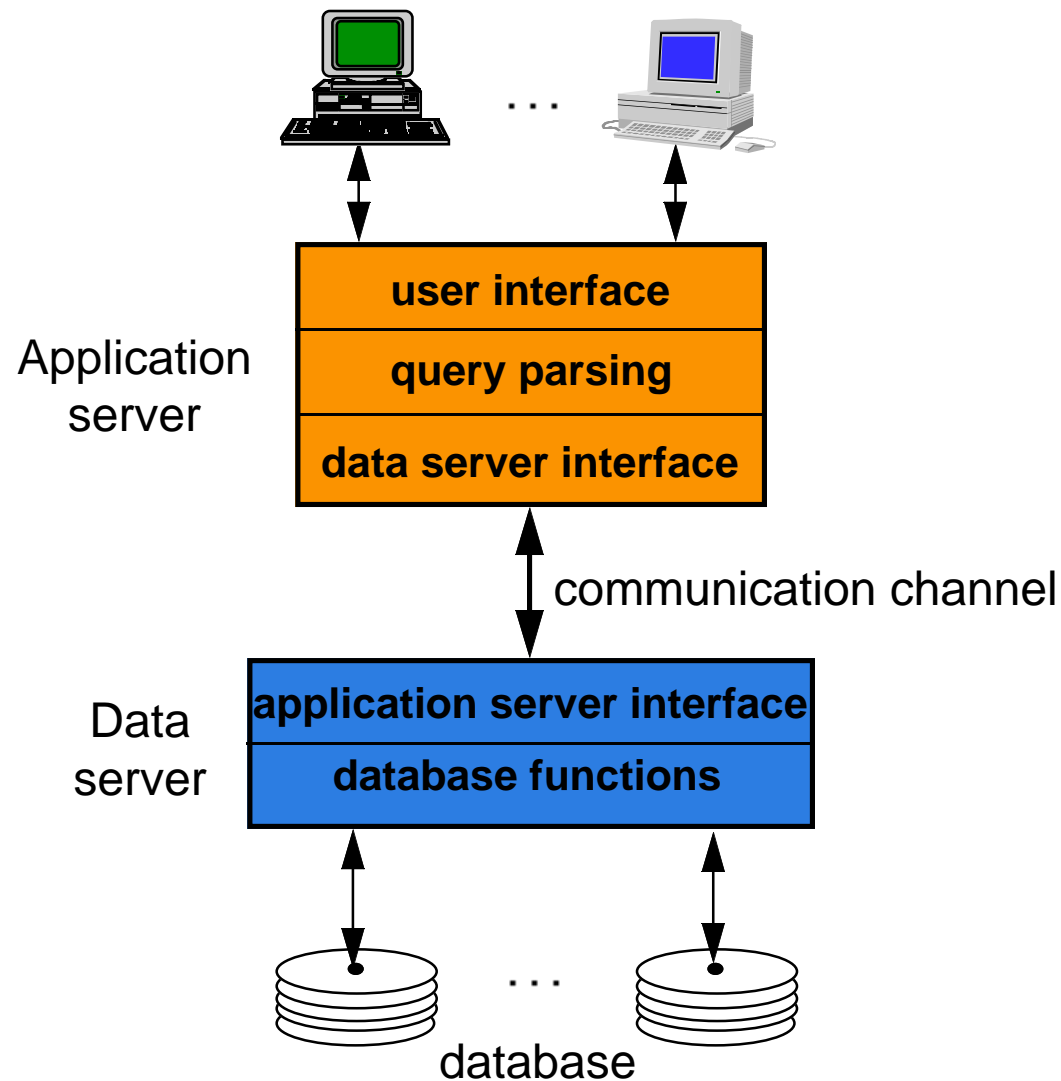 . . .
user interface
Application
server
query parsing
data server interface
communication channel
Data
server
application server interface
database functions
. . .
database